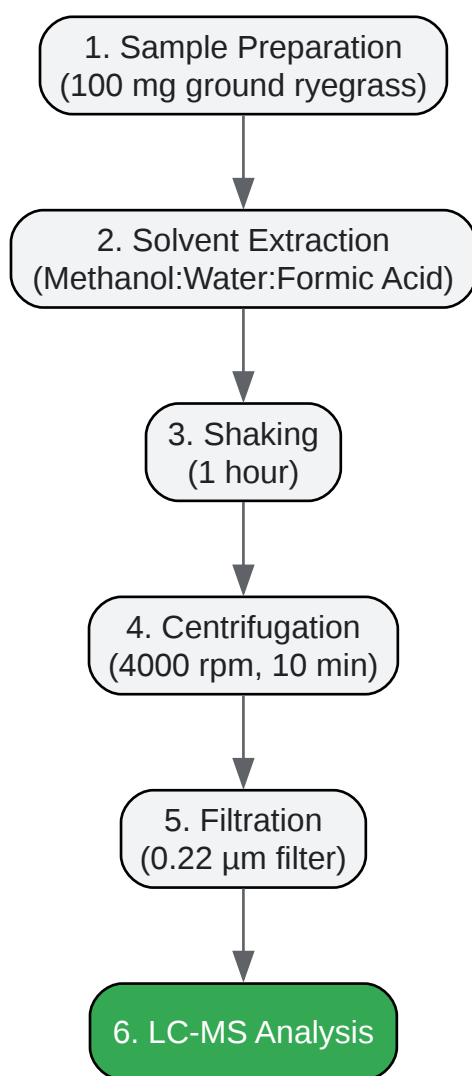 1. Sample Preparation
(100 mg ground ryegrass)
2. Solvent Extraction
(Methanol:Water:Formic Acid)
3. Shaking
(1 hour)
4. Centrifugation
(4000 rpm, 10 min)
5. Filtration
(0.22 µm filter)
6. LC-MS Analysis